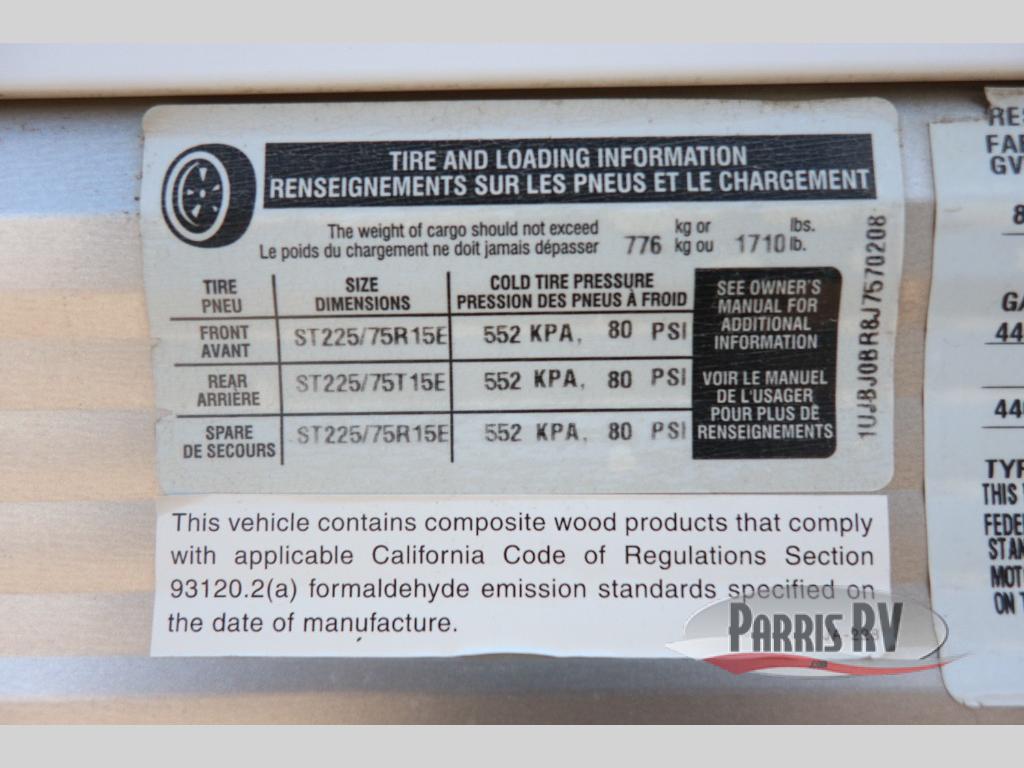 TIRE AND LOADING INFORMATION
RENSEIGNEMENTS SUR LES PNEUS ET LE CHARGEMENT
The weight of cargo should not exceed 776 kg or 1710 lbs.
Le poids du chargement ne doit jamais dépasser kg ou lb.
TIRE SIZE COLD TIRE PRESSURE
PNEU DIMENSIONS PRESSION DES PNEUS À FROID
FRONT
AVANT
ST225/75R15E 552 KPA, 80 PSI
REAR
ARRIÈRE
ST225/75T15E 552 KPA, 80 PSI
SPARE
DE SECOURS
ST225/75R15E 552 KPA, 80 PSI
SEE OWNER'S
MANUAL FOR
ADDITIONAL
INFORMATION
VOIR LE MANUEL
DE L'USAGER
POUR PLUS DE
RENSEIGNEMENTS
1UJBJ0BR8J7570208
This vehicle contains composite wood products that comply
with applicable California Code of Regulations Section
93120.2(a) formaldehyde emission standards specified on
the date of manufacture.
PARRIS RV
.com
GV
8
44
44
THIS